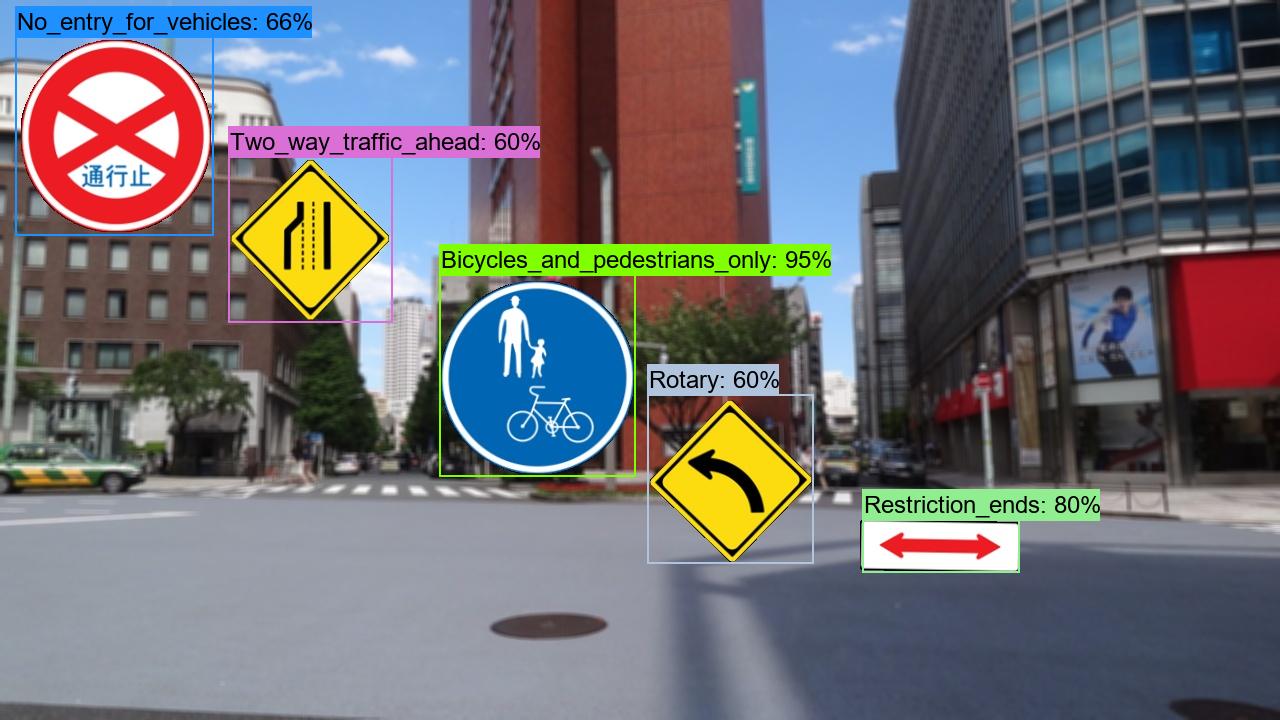 No_entry_for_vehicles: 66%
通行止
Two_way_traffic_ahead: 60%
Bicycles_and_pedestrians_only: 95%
Rotary: 60%
Restriction_ends: 80%